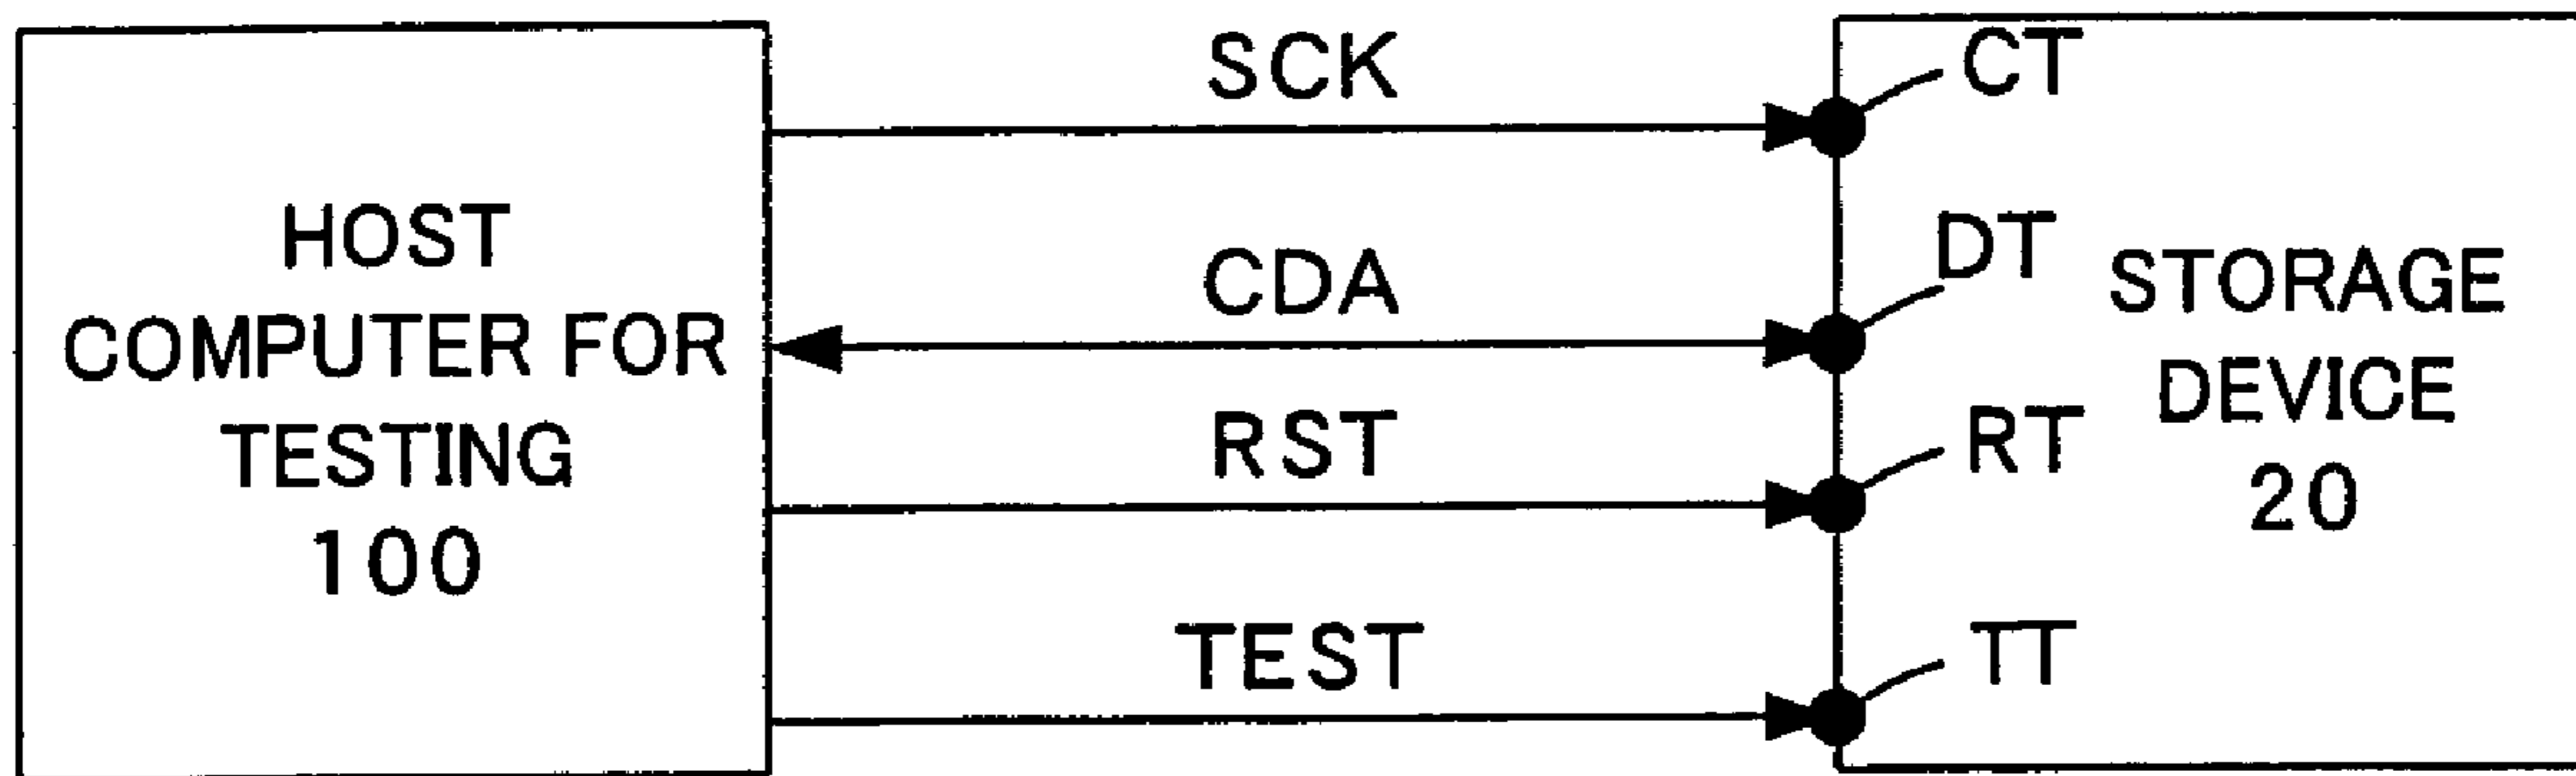 HOST
COMPUTER FOR
TESTING
100
SCK
CDA
RST
TEST
CT
DT
RT
TT
STORAGE
DEVICE
20